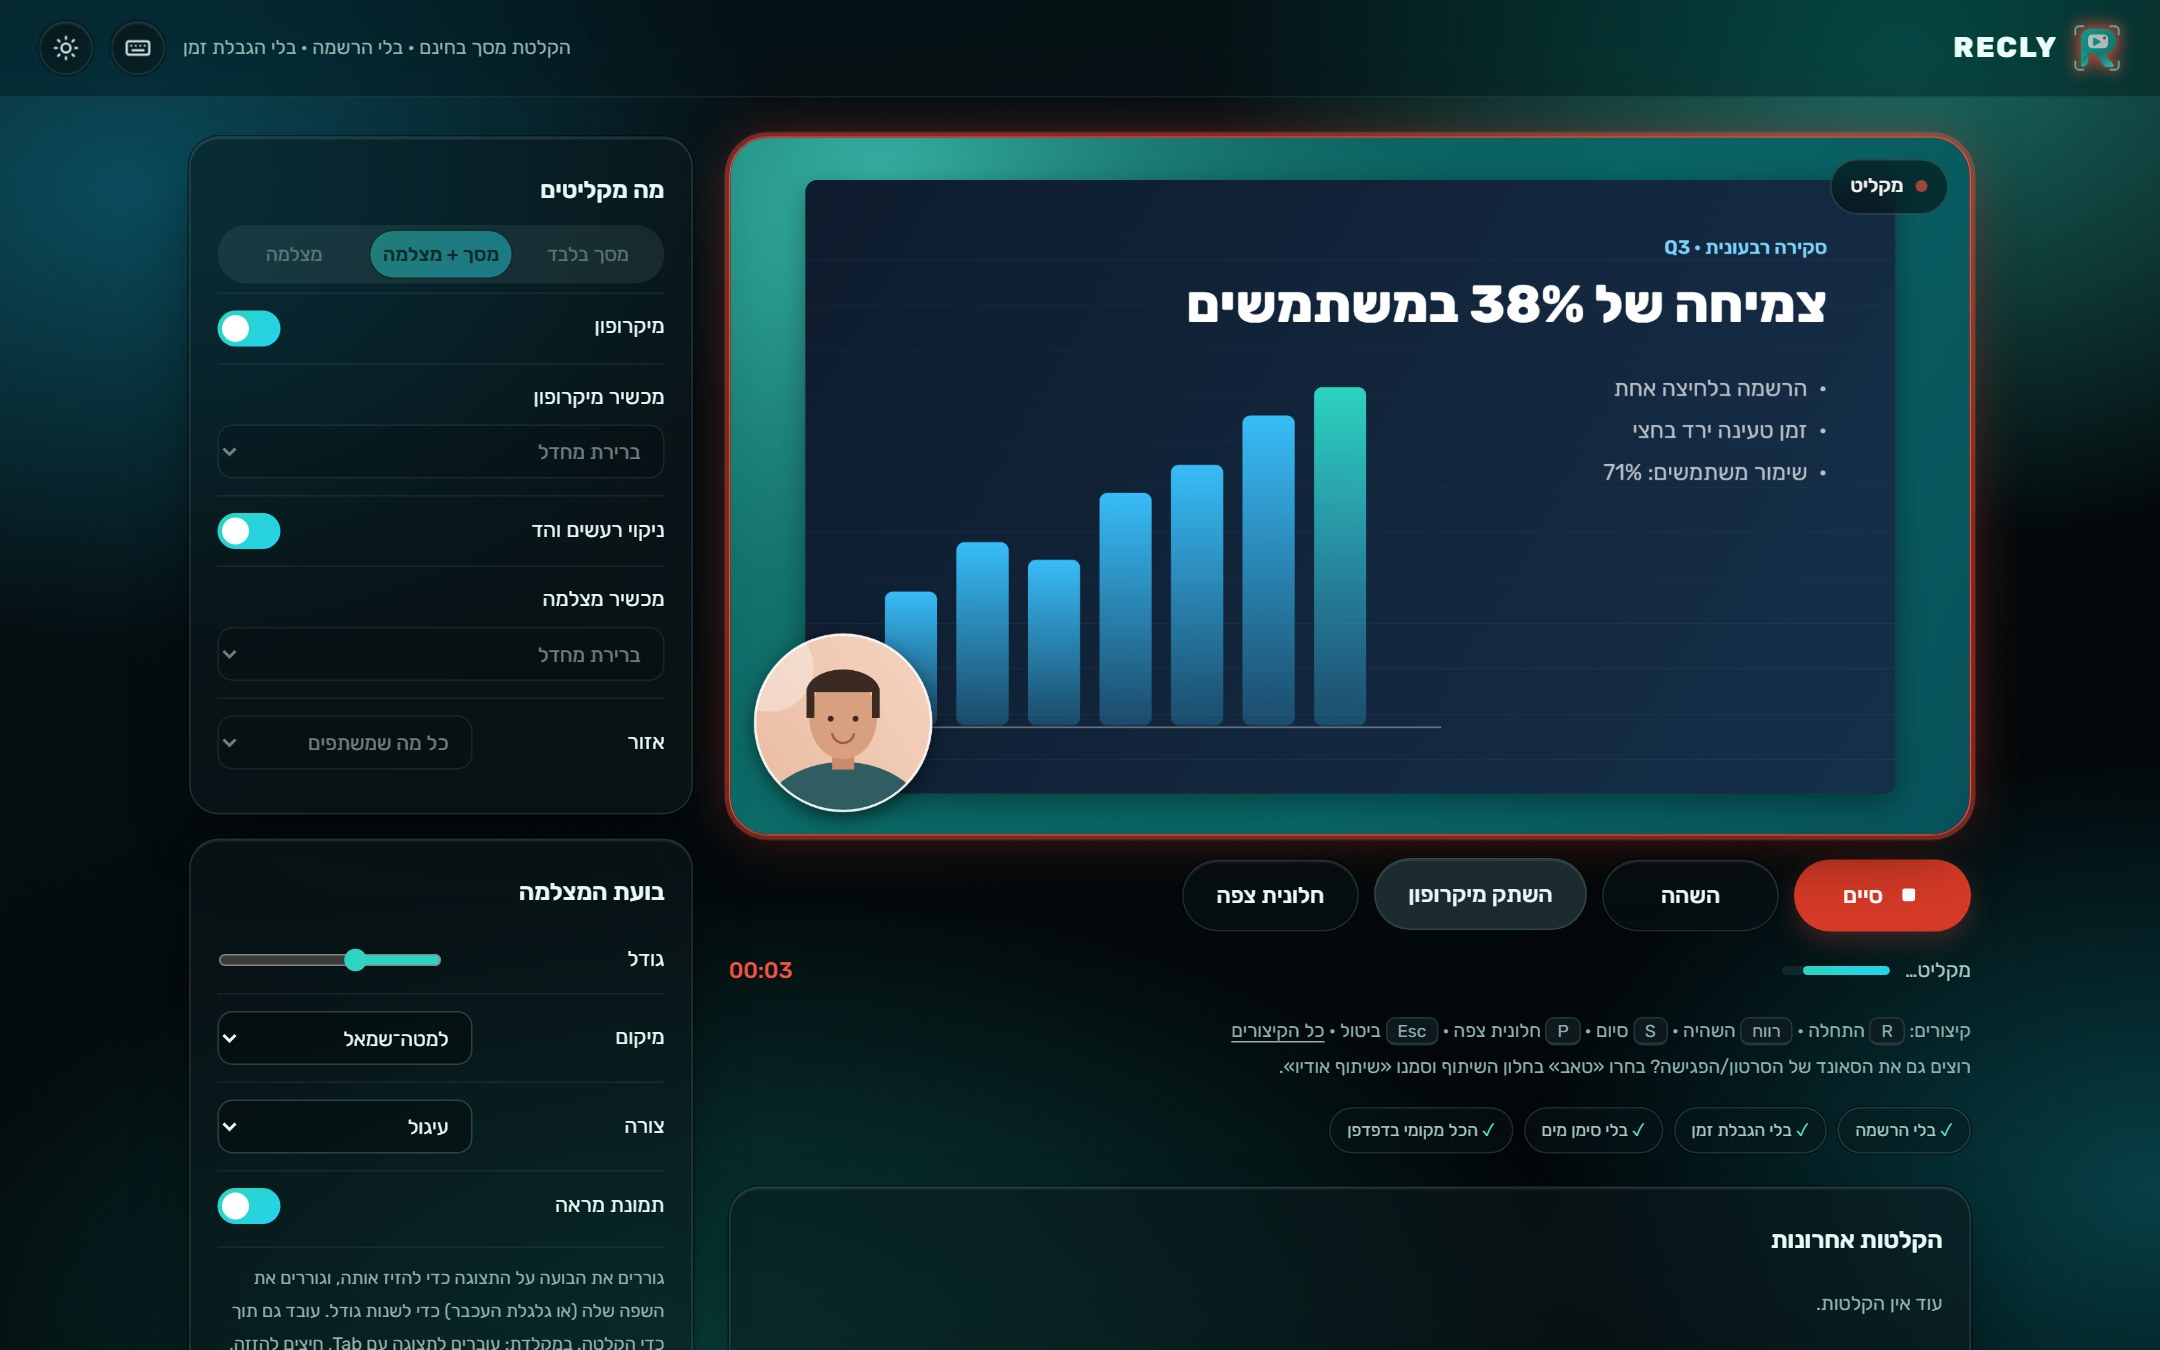 RECLY
הקלטת מסך בחינם • בלי הרשמה • בלי הגבלת זמן
מקליט
סקירה רבעונית • Q3
צמיחה של 38% במשתמשים
• הרשמה בלחיצה אחת
• זמן טעינה ירד בחצי
• שימור משתמשים: 71%
סיים
השהה
השתק מיקרופון
חלונית צפה
מקליט...
00:03
קיצורים: R התחלה • רווח השהיה • S סיום • P חלונית צפה • Esc ביטול • כל הקיצורים
רוצים גם את הסאונד של הסרטון/הפגישה? בחרו «טאב» בחלון השיתוף וסמנו «שיתוף אודיו».
✓ בלי הרשמה
✓ בלי הגבלת זמן
✓ בלי סימן מים
✓ הכל מקומי בדפדפן
הקלטות אחרונות
עוד אין הקלטות.
מה מקליטים
מסך בלבד
מסך + מצלמה
מצלמה
מיקרופון
מכשיר מיקרופון
ברירת מחדל
ניקוי רעשים והד
מכשיר מצלמה
ברירת מחדל
אזור
כל מה שמשתפים
בועת המצלמה
גודל
מיקום
למטה־שמאל
צורה
עיגול
תמונת מראה
גוררים את הבועה על התצוגה כדי להזיז אותה, וגוררים את
השפה שלה (או גלגלת העכבר) כדי לשנות גודל. עובד גם תוך
כדי הקלטה. במקלדת: עוברים לתצוגה עם Tab, חיצים להזזה,